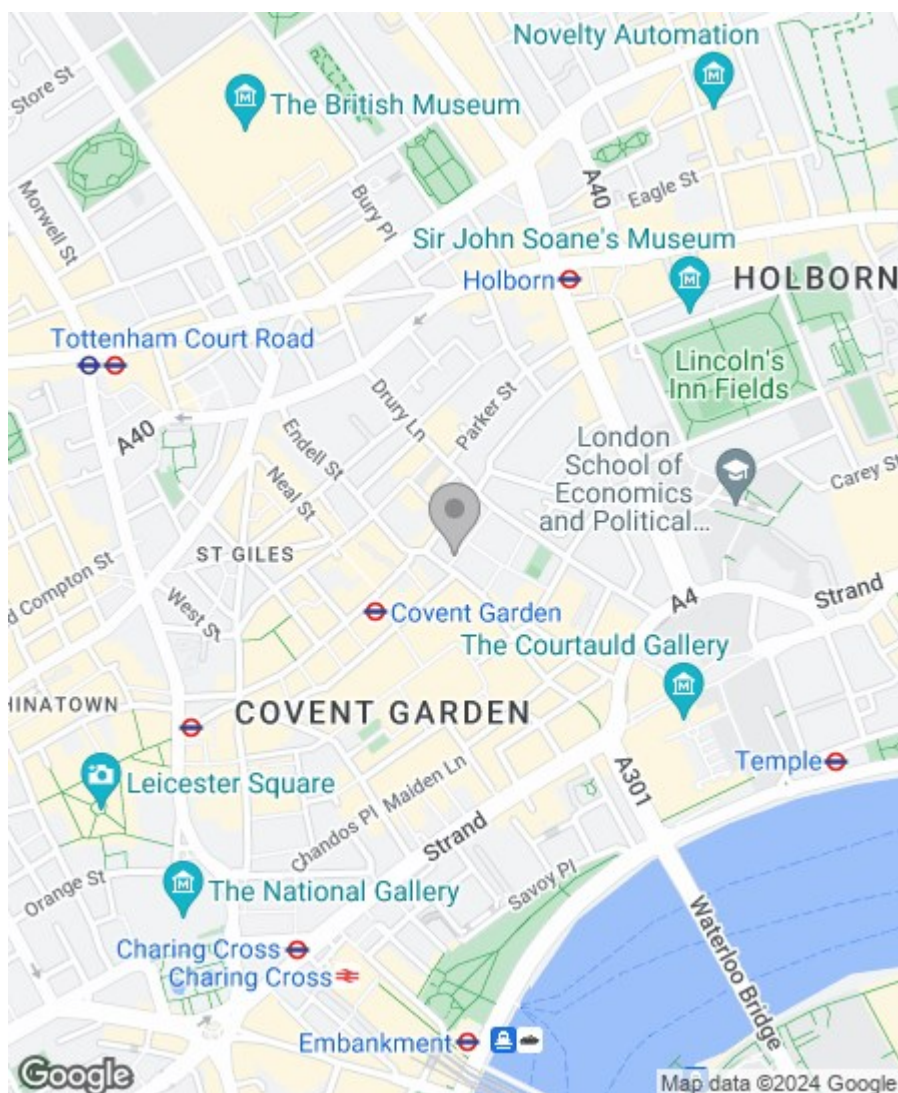 Novelty Automation
Store St
The British Museum
A40
Eagle St
Morwell St
Bury Pl
Sir John Soane's Museum
Holborn
HOLBORN
Tottenham Court Road
Lincoln's
Inn Fields
Drury Ln
Parker St
A40
Endell St
London
School of
Economics
and Political...
Carey St
Neal St
ST GILES
d Compton St
West St
Covent Garden
A4
Strand
The Courtauld Gallery
HINATOWN
COVENT GARDEN
Temple
Leicester Square
A301
Maiden Ln
Chandos Pl
Strand
Orange St
The National Gallery
Savoy Pl
Waterloo Bridge
Charing Cross
Charing Cross
Embankment
Google
Map data ©2024 Google